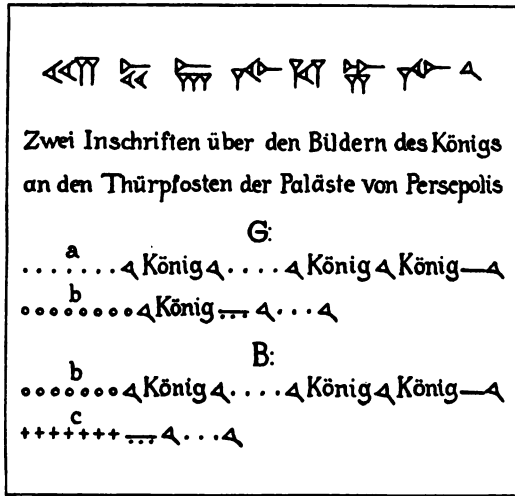 𐎧𐏁𐎠𐎹𐎰𐎡𐎹𐏐
Zwei Inschriften über den Bildern des Königs
an den Thürpfosten der Paläste von Persepolis
G:
a
. . . . . . . 𐏐 König 𐏐 . . . . 𐏐 König 𐏐 König — 𐏐
b
o o o o o o o o 𐏐 König — . . . 𐏐 . . . 𐏐
B:
b
o o o o o o o 𐏐 König 𐏐 . . . . 𐏐 König 𐏐 König — 𐏐
c
+ + + + + + + — . . . 𐏐 . . . 𐏐